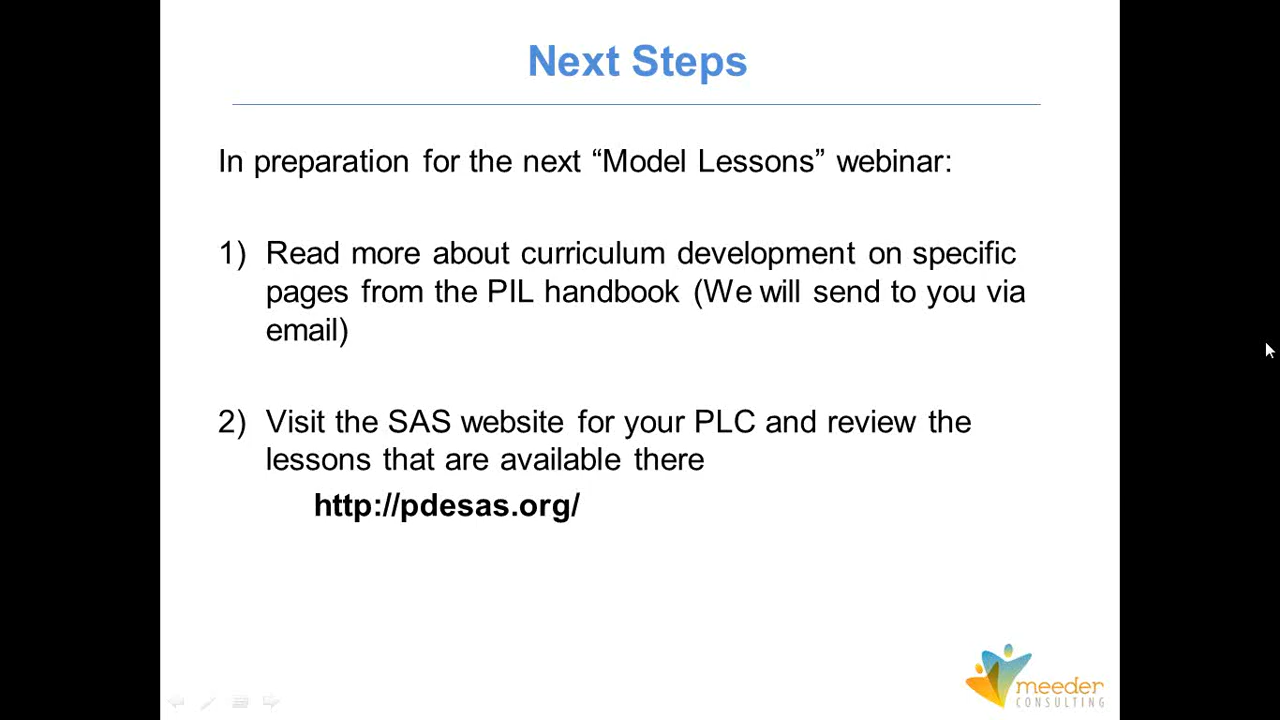 Next Steps
In preparation for the next “Model Lessons” webinar:
1) Read more about curriculum development on specific
pages from the PIL handbook (We will send to you via
email)
2) Visit the SAS website for your PLC and review the
lessons that are available there
http://pdesas.org/
meeder
CONSULTING